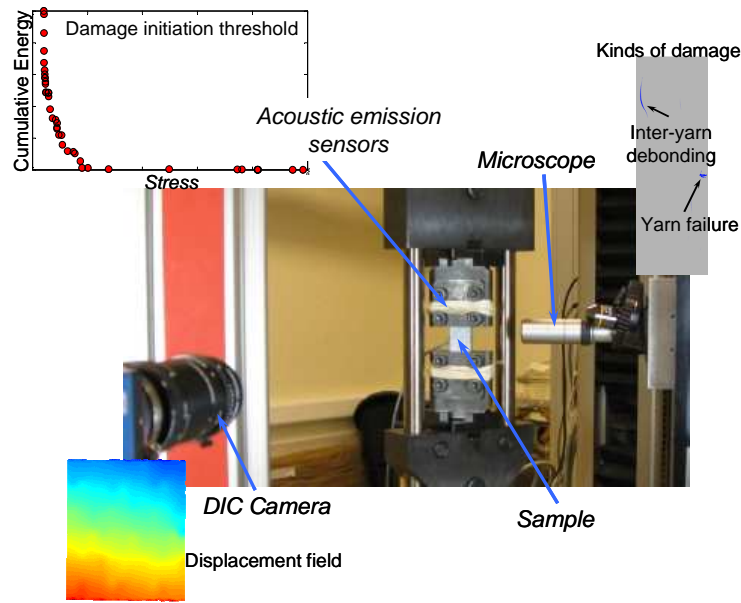 Damage initiation threshold
Cumulative Energy
Stress
Kinds of damage
Acoustic emission
sensors
Microscope
Inter-yarn
debonding
Yarn failure
DIC Camera
Sample
Displacement field